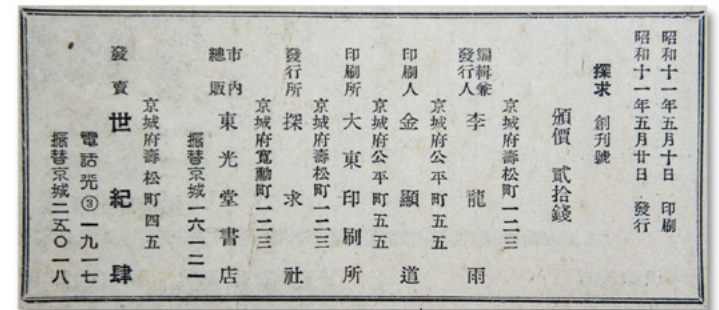 昭和十一年五月十日 印刷
昭和十一年五月廿日 發行
探求 創刊號
頒價 貳拾錢
京城府壽松町一二三
編輯兼發行人 李龍雨
京城府公平町五五
印刷人 金顯道
京城府公平町五五
印刷所 大東印刷所
京城府壽松町一二三
發行所 探求社
京城府寬勳町一二三
市內總販 東光堂書店
振替京城一六一二一
京城府壽松町四五
發賣 世紀肆
電話光③一九一七
振替京城二五〇一八